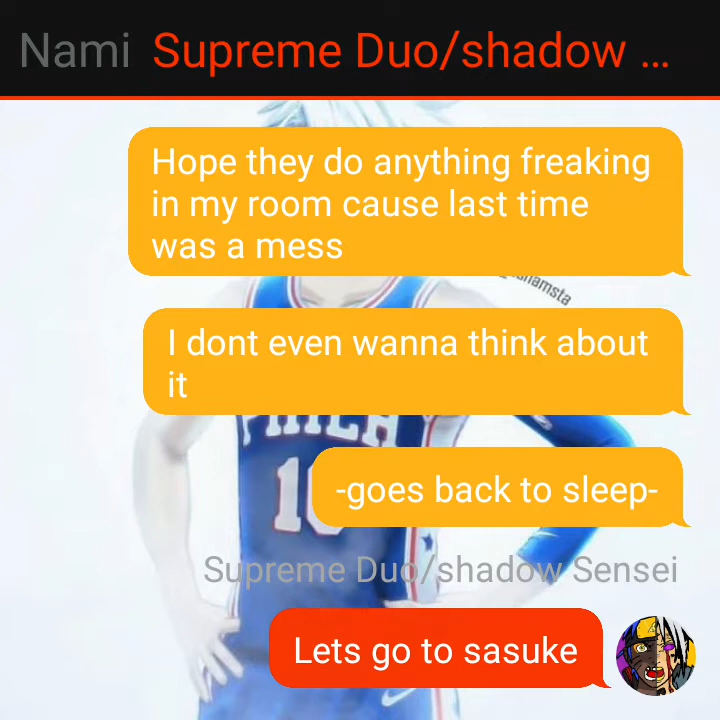 Nami Supreme Duo/shadow ...
Hope they do anything freaking
in my room cause last time
was a mess
I dont even wanna think about
it
-goes back to sleep-
Supreme Duo/shadow Sensei
Lets go to sasuke